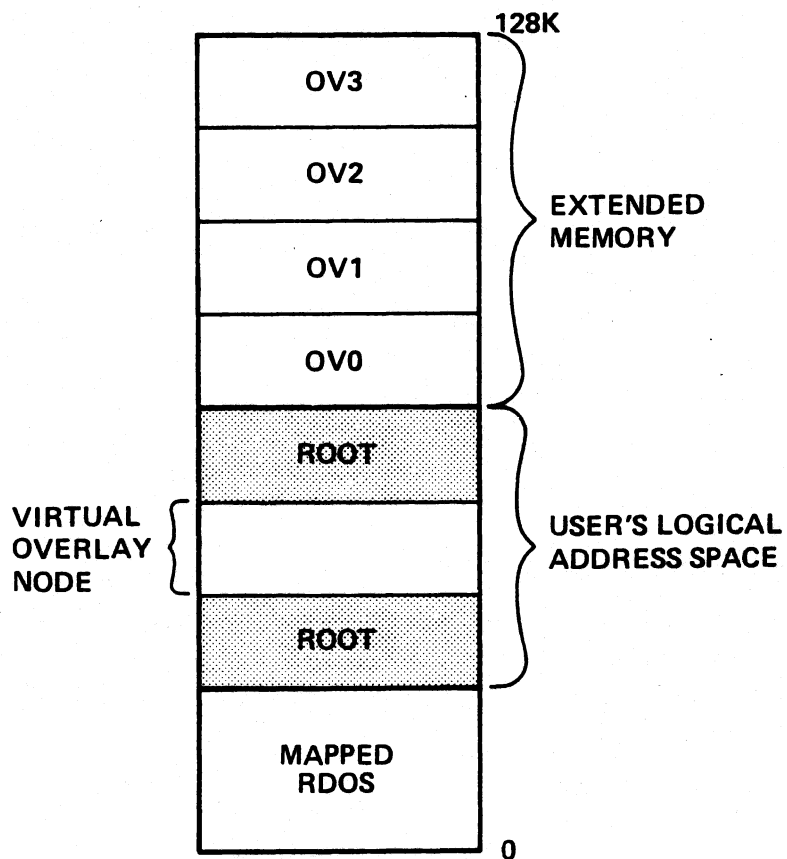 128K
OV3
OV2
OV1
OV0
EXTENDED
MEMORY
ROOT
VIRTUAL
OVERLAY
NODE
USER'S LOGICAL
ADDRESS SPACE
ROOT
MAPPED
RDOS
0